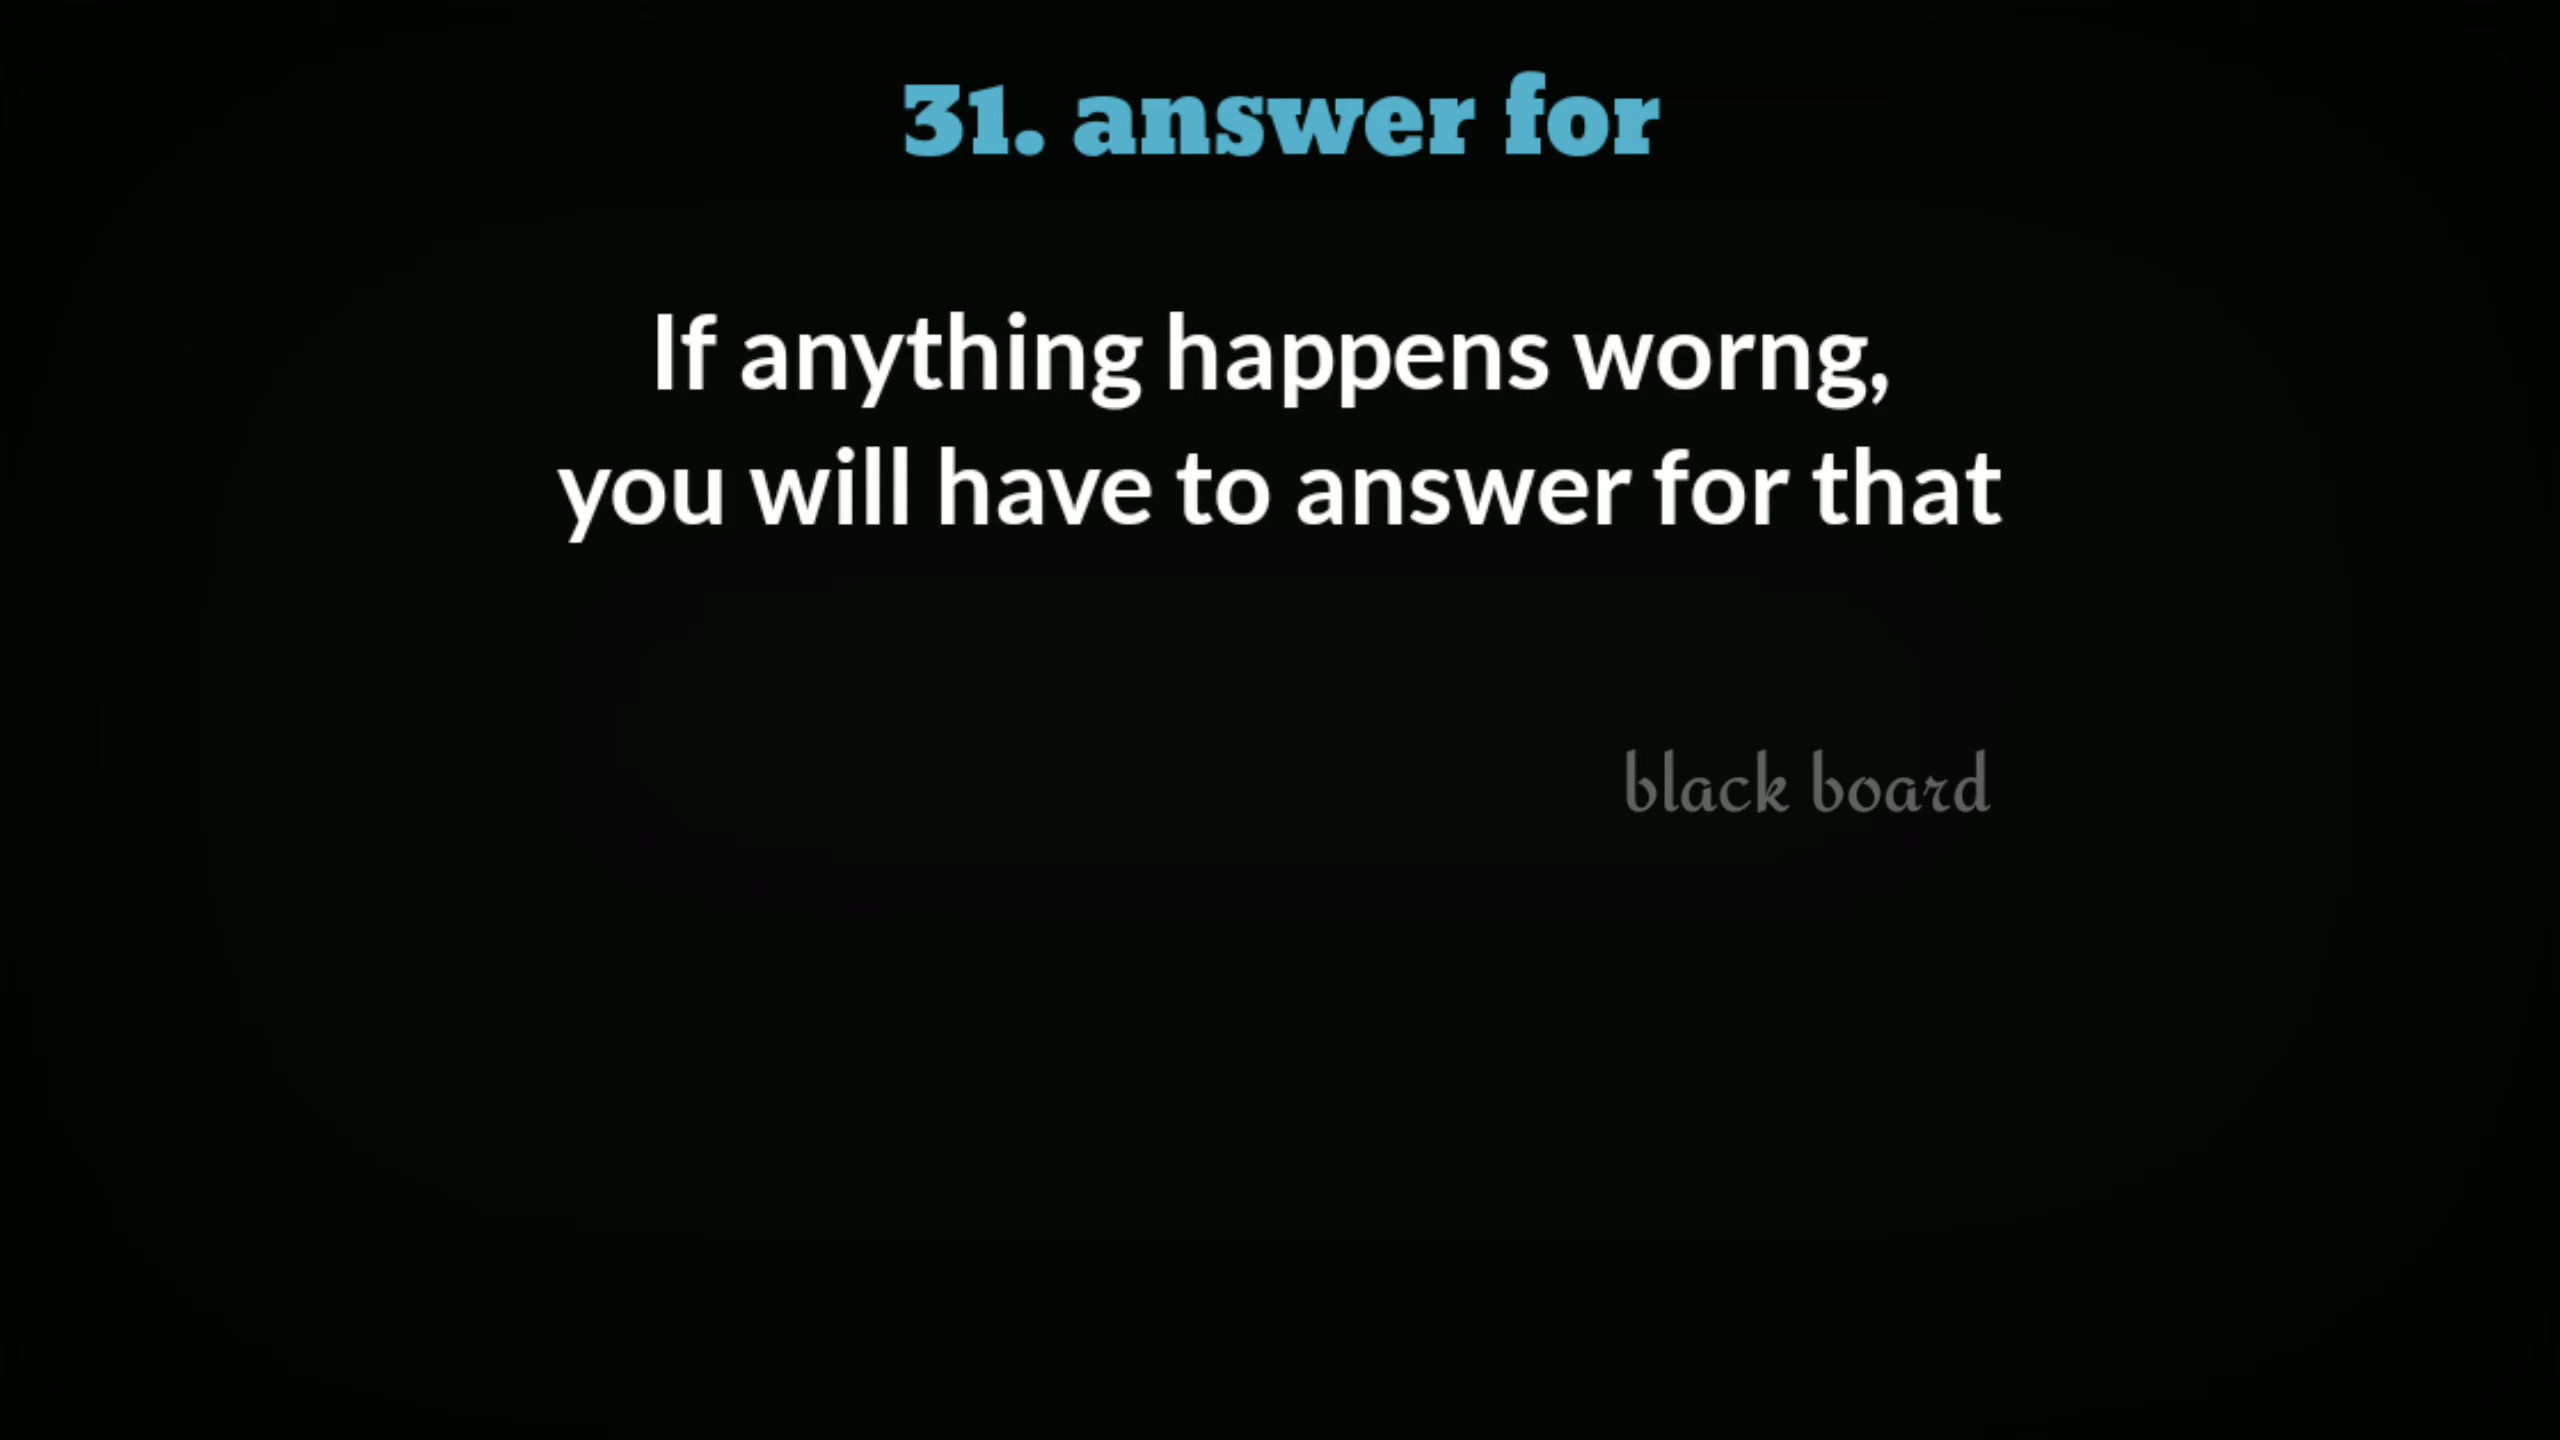 31. answer for
If anything happens worng,
you will have to answer for that
black board